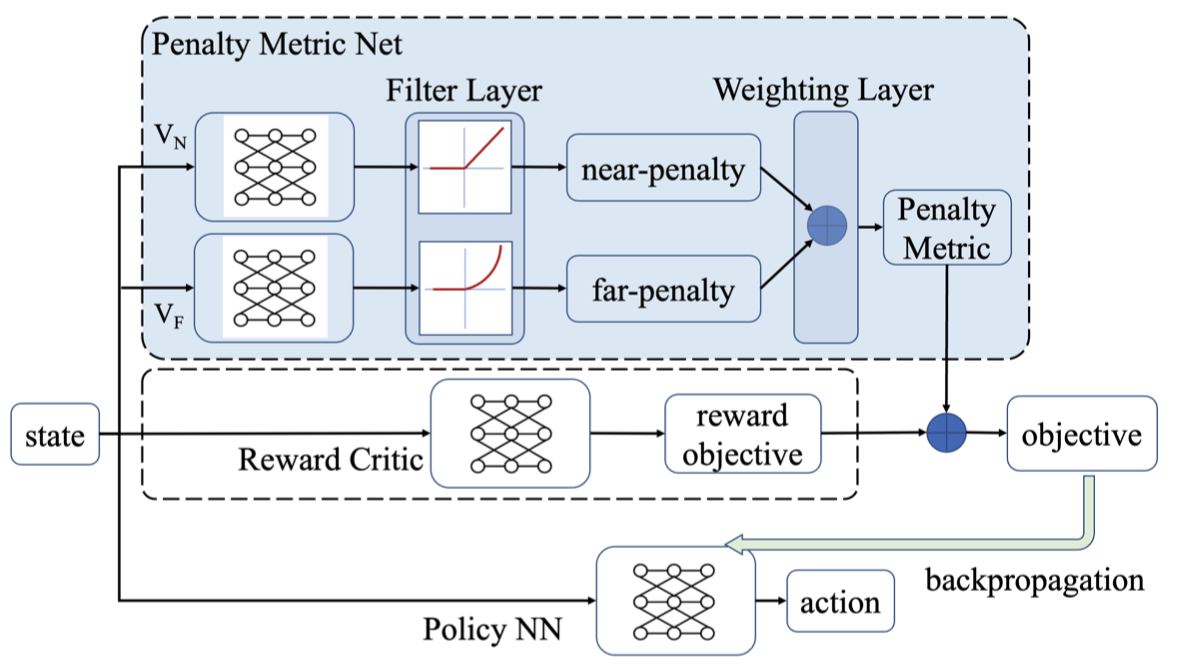 Penalty Metric Net
Filter Layer
Weighting Layer
V_N
near-penalty
Penalty
Metric
V_F
far-penalty
state
Reward Critic
reward
objective
objective
backpropagation
Policy NN
action